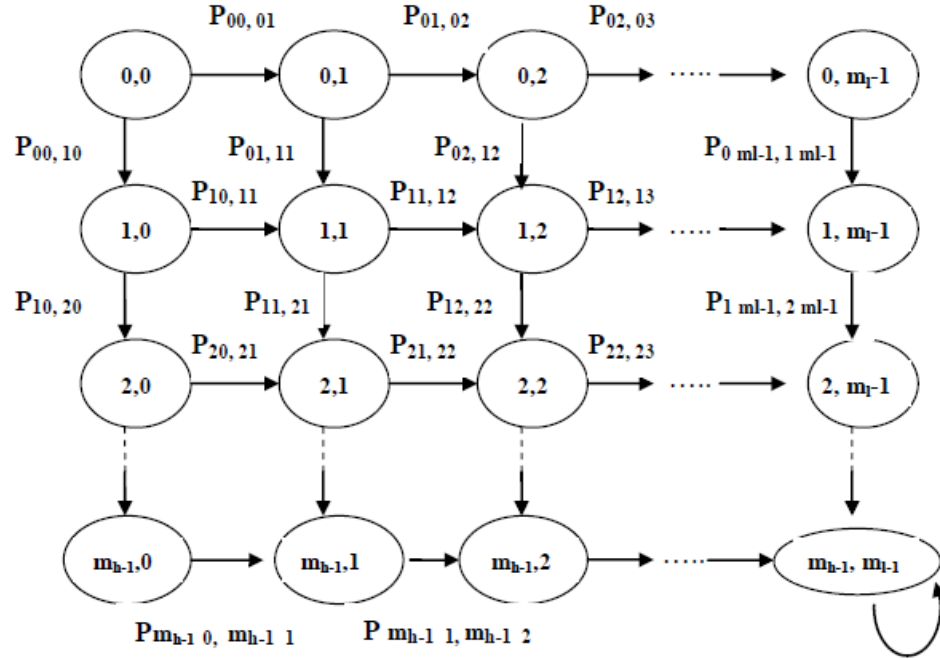 P00, 01 P01, 02 P02, 03
0,0 0,1 0,2 ..... 0, ml-1
P00, 10 P01, 11 P02, 12 P0 ml-1, 1 ml-1
P10, 11 P11, 12 P12, 13
1,0 1,1 1,2 ..... 1, ml-1
P10, 20 P11, 21 P12, 22 P1 ml-1, 2 ml-1
P20, 21 P21, 22 P22, 23
2,0 2,1 2,2 ..... 2, ml-1
mh-1,0 mh-1,1 mh-1,2 ..... mh-1, ml-1
Pmh-1 0, mh-1 1 P mh-1 1, mh-1 2